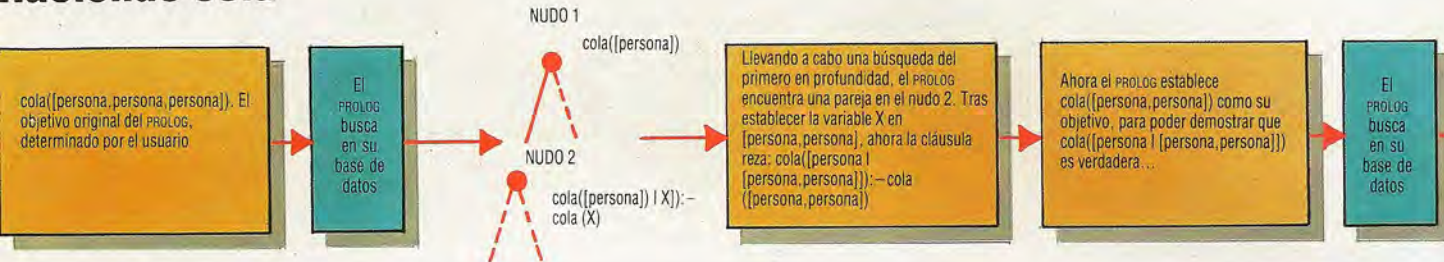 cola([persona,persona,persona]). El
objetivo original del PROLOG,
determinado por el usuario
El
PROLOG
busca
en su
base de
datos
NUDO 1
cola([persona])
NUDO 2
cola([persona]) | X]):–
cola (X)
Llevando a cabo una búsqueda del
primero en profundidad, el PROLOG
encuentra una pareja en el nudo 2. Tras
establecer la variable X en
[persona,persona], ahora la cláusula
reza: cola([persona |
[persona,persona]]):–cola
([persona,persona])
Ahora el PROLOG establece
cola([persona,persona]) como su
objetivo, para poder demostrar que
cola([persona | [persona,persona]])
es verdadera...
El
PROLOG
busca
en su
base de
datos